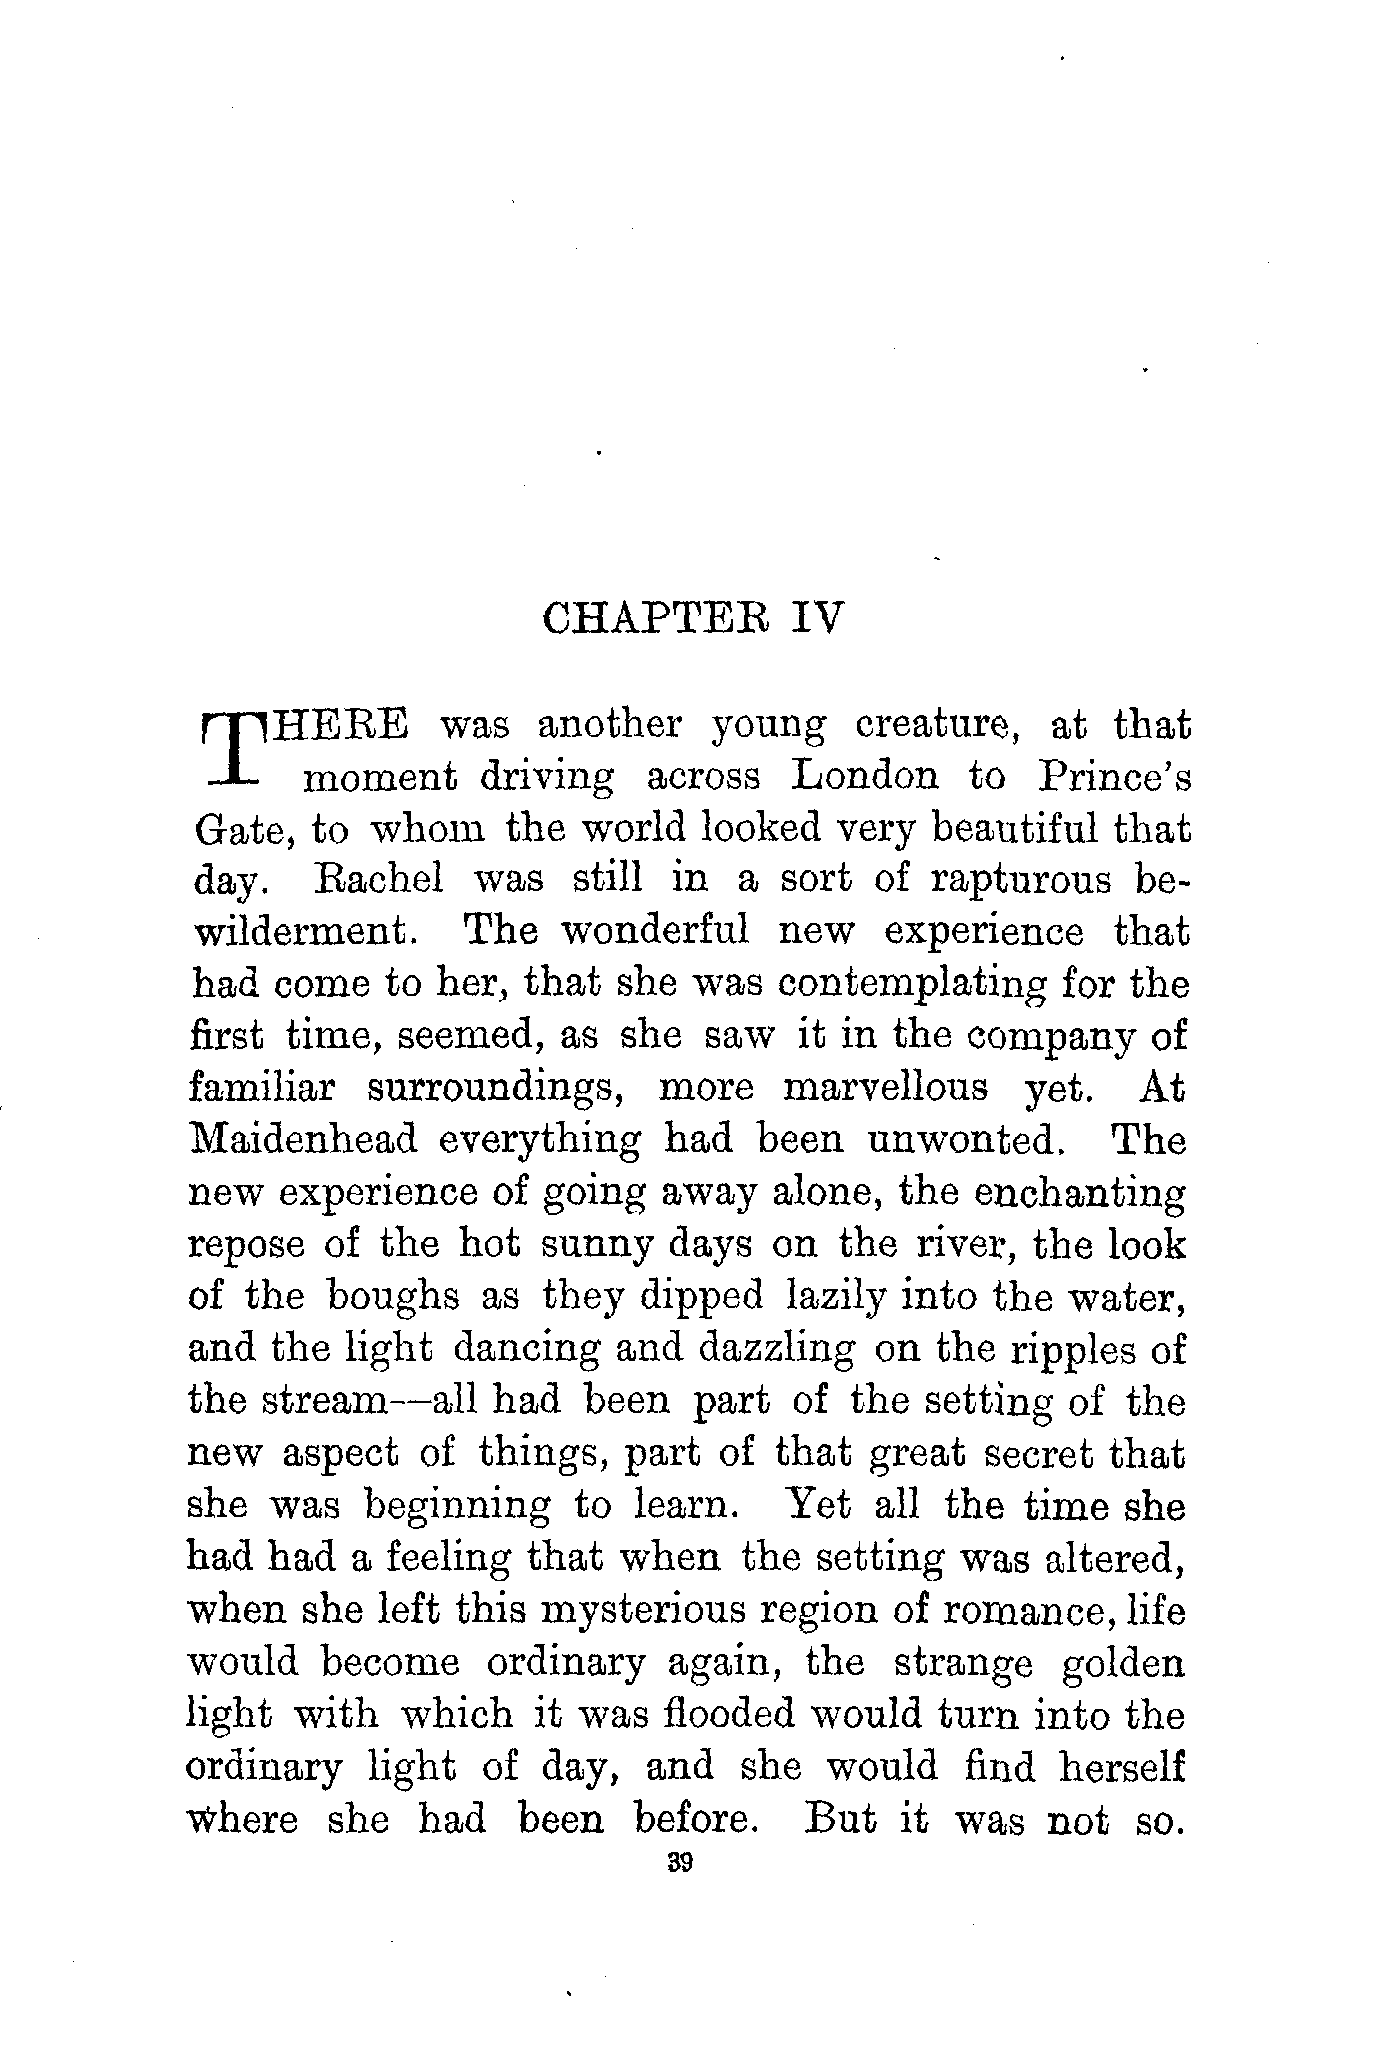 CHAPTER IV
THERE was another young creature, at that
moment driving across London to Prince's
Gate, to whom the world looked very beautiful that
day. Rachel was still in a sort of rapturous be-
wilderment. The wonderful new experience that
had come to her, that she was contemplating for the
first time, seemed, as she saw it in the company of
familiar surroundings, more marvellous yet. At
Maidenhead everything had been unwonted. The
new experience of going away alone, the enchanting
repose of the hot sunny days on the river, the look
of the boughs as they dipped lazily into the water,
and the light dancing and dazzling on the ripples of
the stream—all had been part of the setting of the
new aspect of things, part of that great secret that
she was beginning to learn. Yet all the time she
had had a feeling that when the setting was altered,
when she left this mysterious region of romance, life
would become ordinary again, the strange golden
light with which it was flooded would turn into the
ordinary light of day, and she would find herself
where she had been before. But it was not so.
39